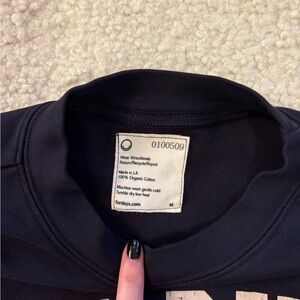 0100509
Wear Wrecklessly
Return/Recycle/Repeat
Made in LA
100% Organic Cotton
Machine wash gentle cold
Tumble dry low heat
fordays.com
M